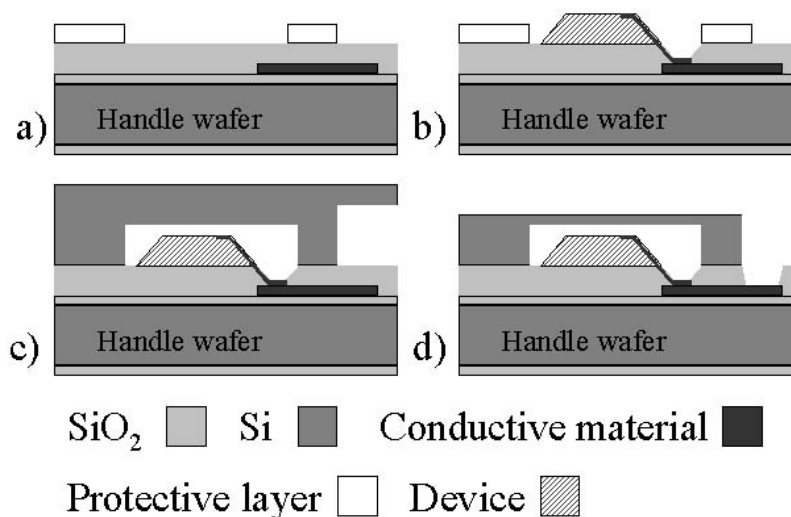 a)
Handle wafer
b)
Handle wafer
c)
Handle wafer
d)
Handle wafer
SiO2 Si Conductive material
Protective layer Device